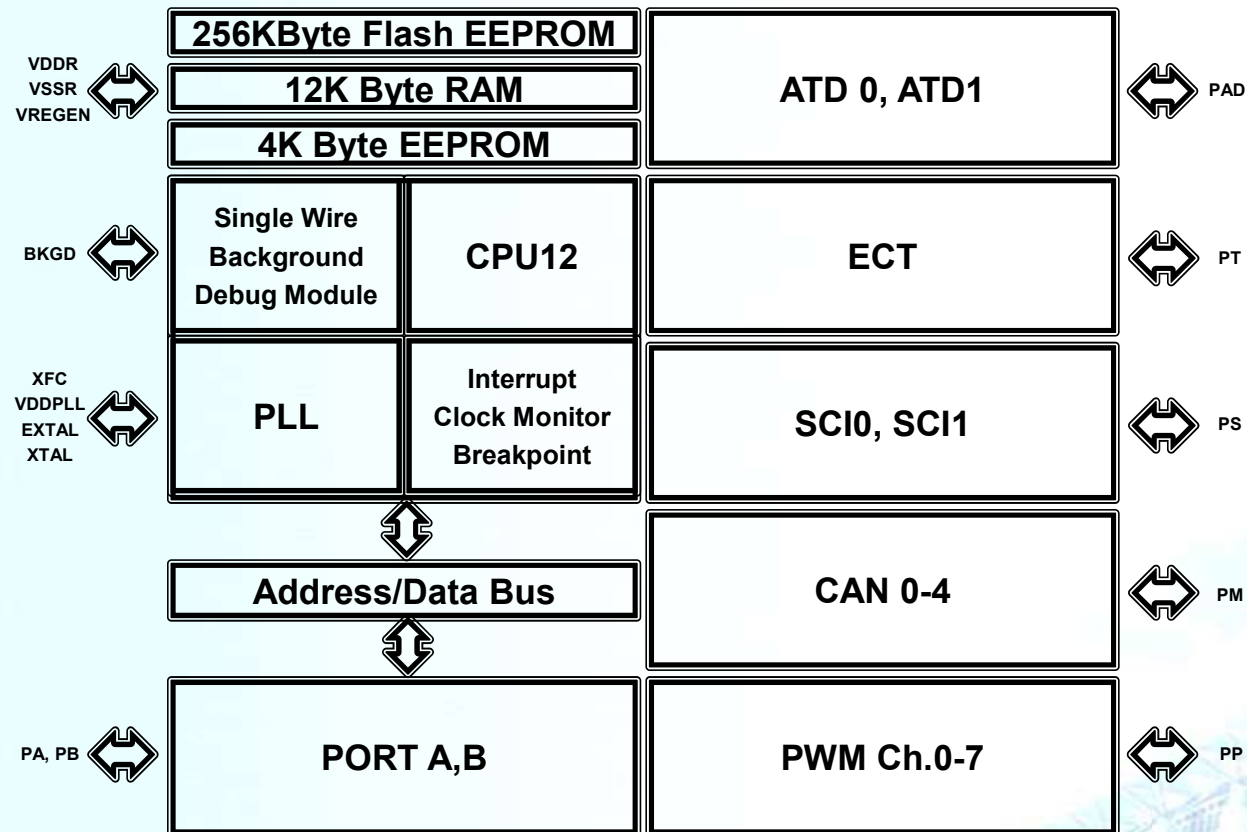 256KByte Flash EEPROM
12K Byte RAM
4K Byte EEPROM
VDDR
VSSR
VREGEN
ATD 0, ATD1
PAD
BKGD
Single Wire
Background
Debug Module
CPU12
ECT
PT
XFC
VDDPLL
EXTAL
XTAL
PLL
Interrupt
Clock Monitor
Breakpoint
SCI0, SCI1
PS
Address/Data Bus
CAN 0-4
PM
PA, PB
PORT A,B
PWM Ch.0-7
PP